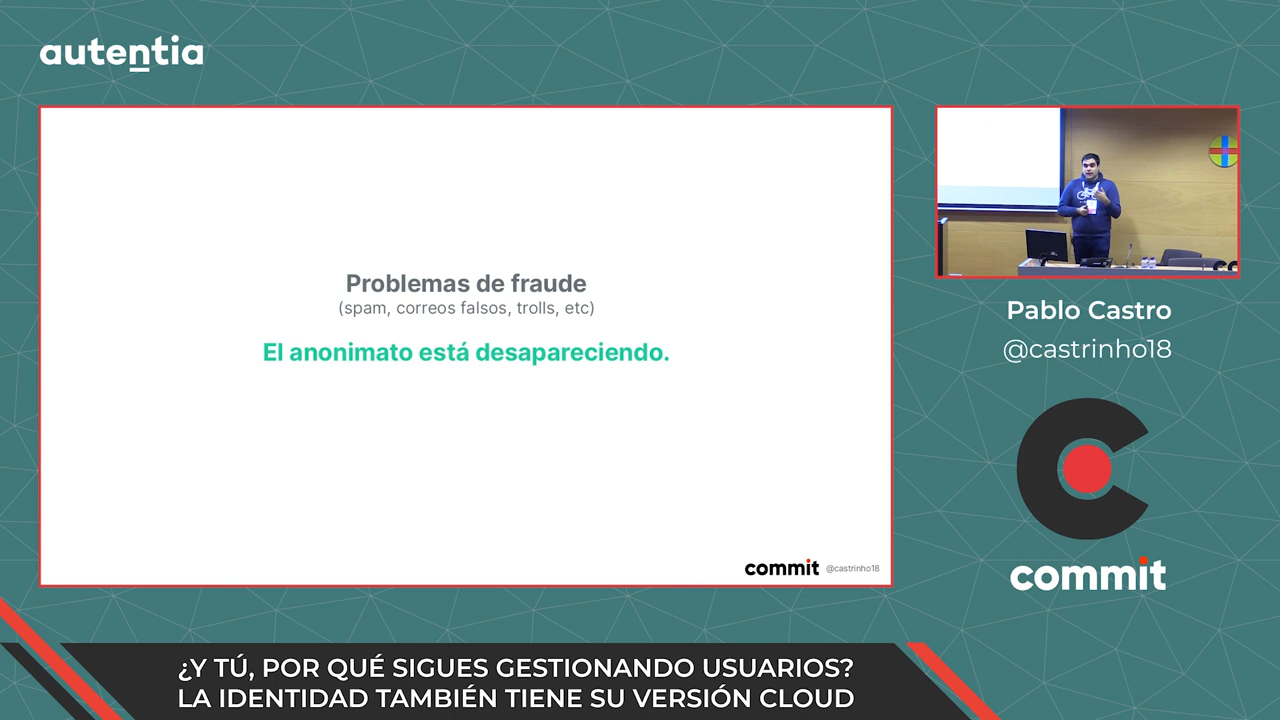 autentia
Problemas de fraude
(spam, correos falsos, trolls, etc)
El anonimato está desapareciendo.
commit @castrinho18
Pablo Castro
@castrinho18
commit
¿Y TÚ, POR QUÉ SIGUES GESTIONANDO USUARIOS?
LA IDENTIDAD TAMBIÉN TIENE SU VERSIÓN CLOUD